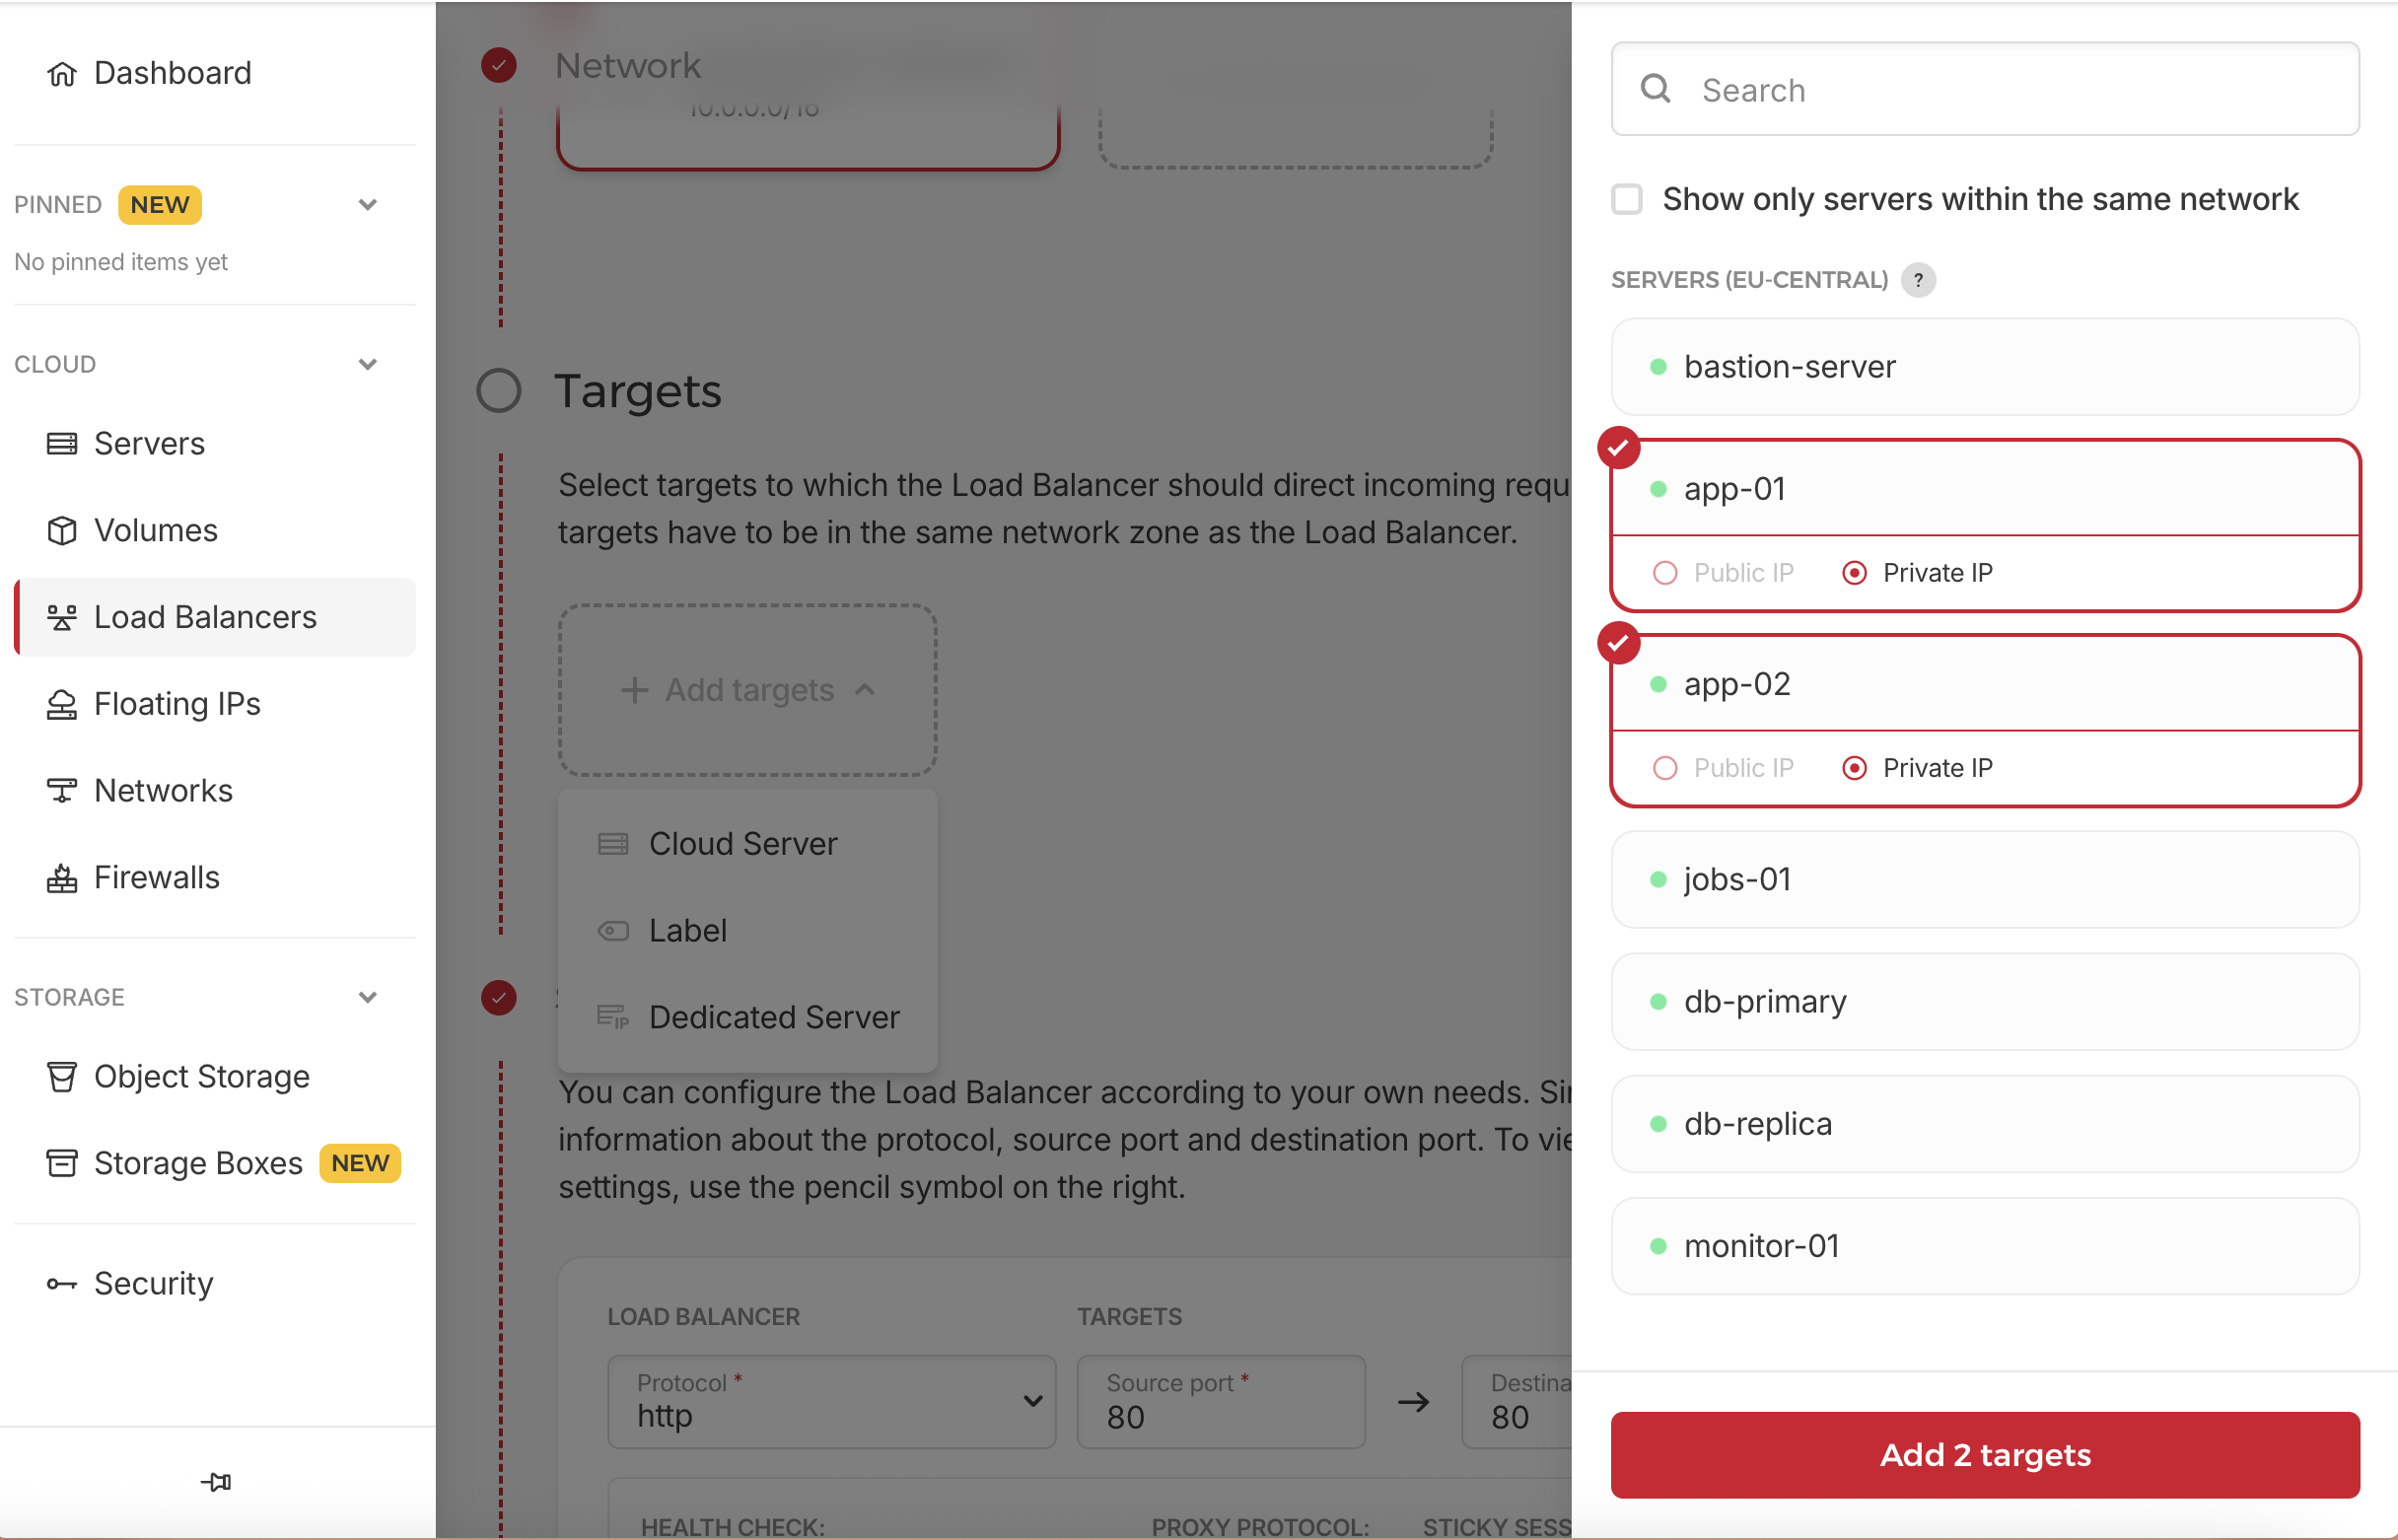 Dashboard
PINNED NEW
No pinned items yet
CLOUD
Servers
Volumes
Load Balancers
Floating IPs
Networks
Firewalls
STORAGE
Object Storage
Storage Boxes NEW
Security
Network
10.0.0.0/16
Targets
Select targets to which the Load Balancer should direct incoming requ
targets have to be in the same network zone as the Load Balancer.
+ Add targets
Cloud Server
Label
Dedicated Server
You can configure the Load Balancer according to your own needs. Sin
information about the protocol, source port and destination port. To vie
settings, use the pencil symbol on the right.
LOAD BALANCER
TARGETS
Protocol *
http
Source port *
80
→
Destina
80
HEALTH CHECK:
PROXY PROTOCOL:
STICKY SESS
Search
Show only servers within the same network
SERVERS (EU-CENTRAL) ?
bastion-server
app-01
Public IP Private IP
app-02
Public IP Private IP
jobs-01
db-primary
db-replica
monitor-01
Add 2 targets